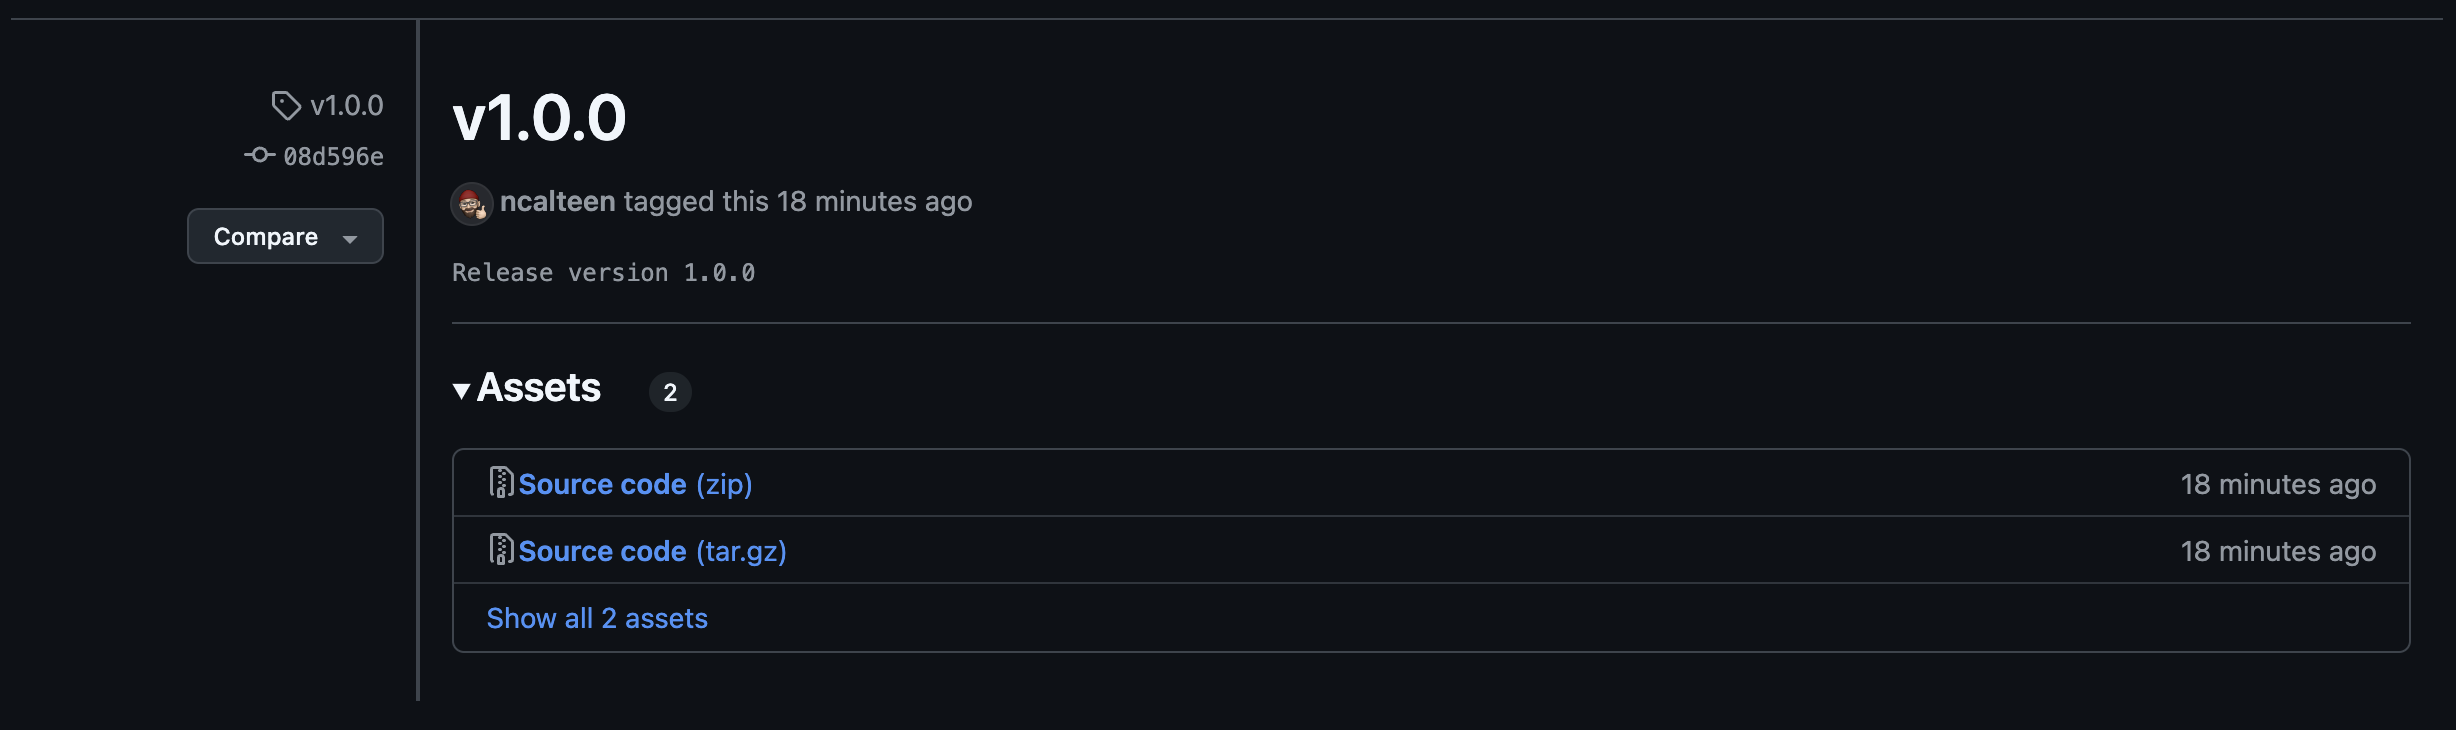 v1.0.0
08d596e
Compare
v1.0.0
ncalteen tagged this 18 minutes ago
Release version 1.0.0
Assets 2
Source code (zip) 18 minutes ago
Source code (tar.gz) 18 minutes ago
Show all 2 assets